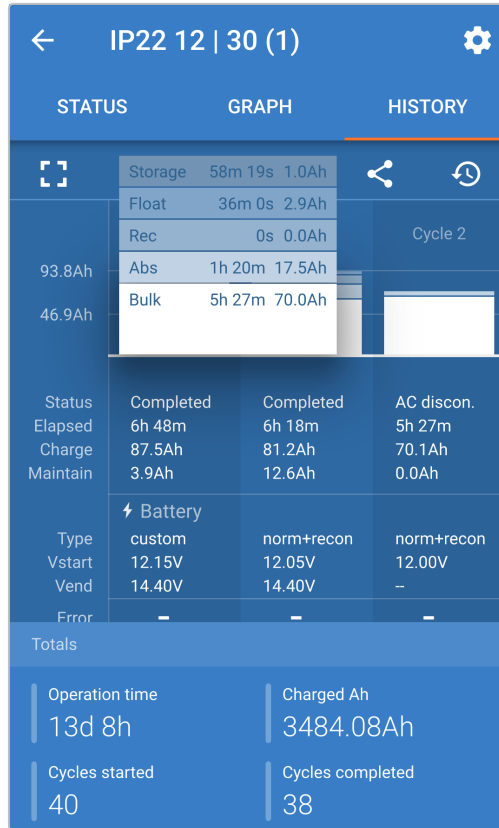 IP22 12 | 30 (1)
STATUS GRAPH HISTORY
Storage 58m 19s 1.0Ah
Float 36m 0s 2.9Ah
Rec 0s 0.0Ah
Abs 1h 20m 17.5Ah
Bulk 5h 27m 70.0Ah
Cycle 2
93.8Ah
46.9Ah
Status Completed Completed AC discon.
Elapsed 6h 48m 6h 18m 5h 27m
Charge 87.5Ah 81.2Ah 70.1Ah
Maintain 3.9Ah 12.6Ah 0.0Ah
Battery
Type custom norm+recon norm+recon
Vstart 12.15V 12.05V 12.00V
Vend 14.40V 14.40V --
Error - - -
Totals
Operation time Charged Ah
13d 8h 3484.08Ah
Cycles started Cycles completed
40 38